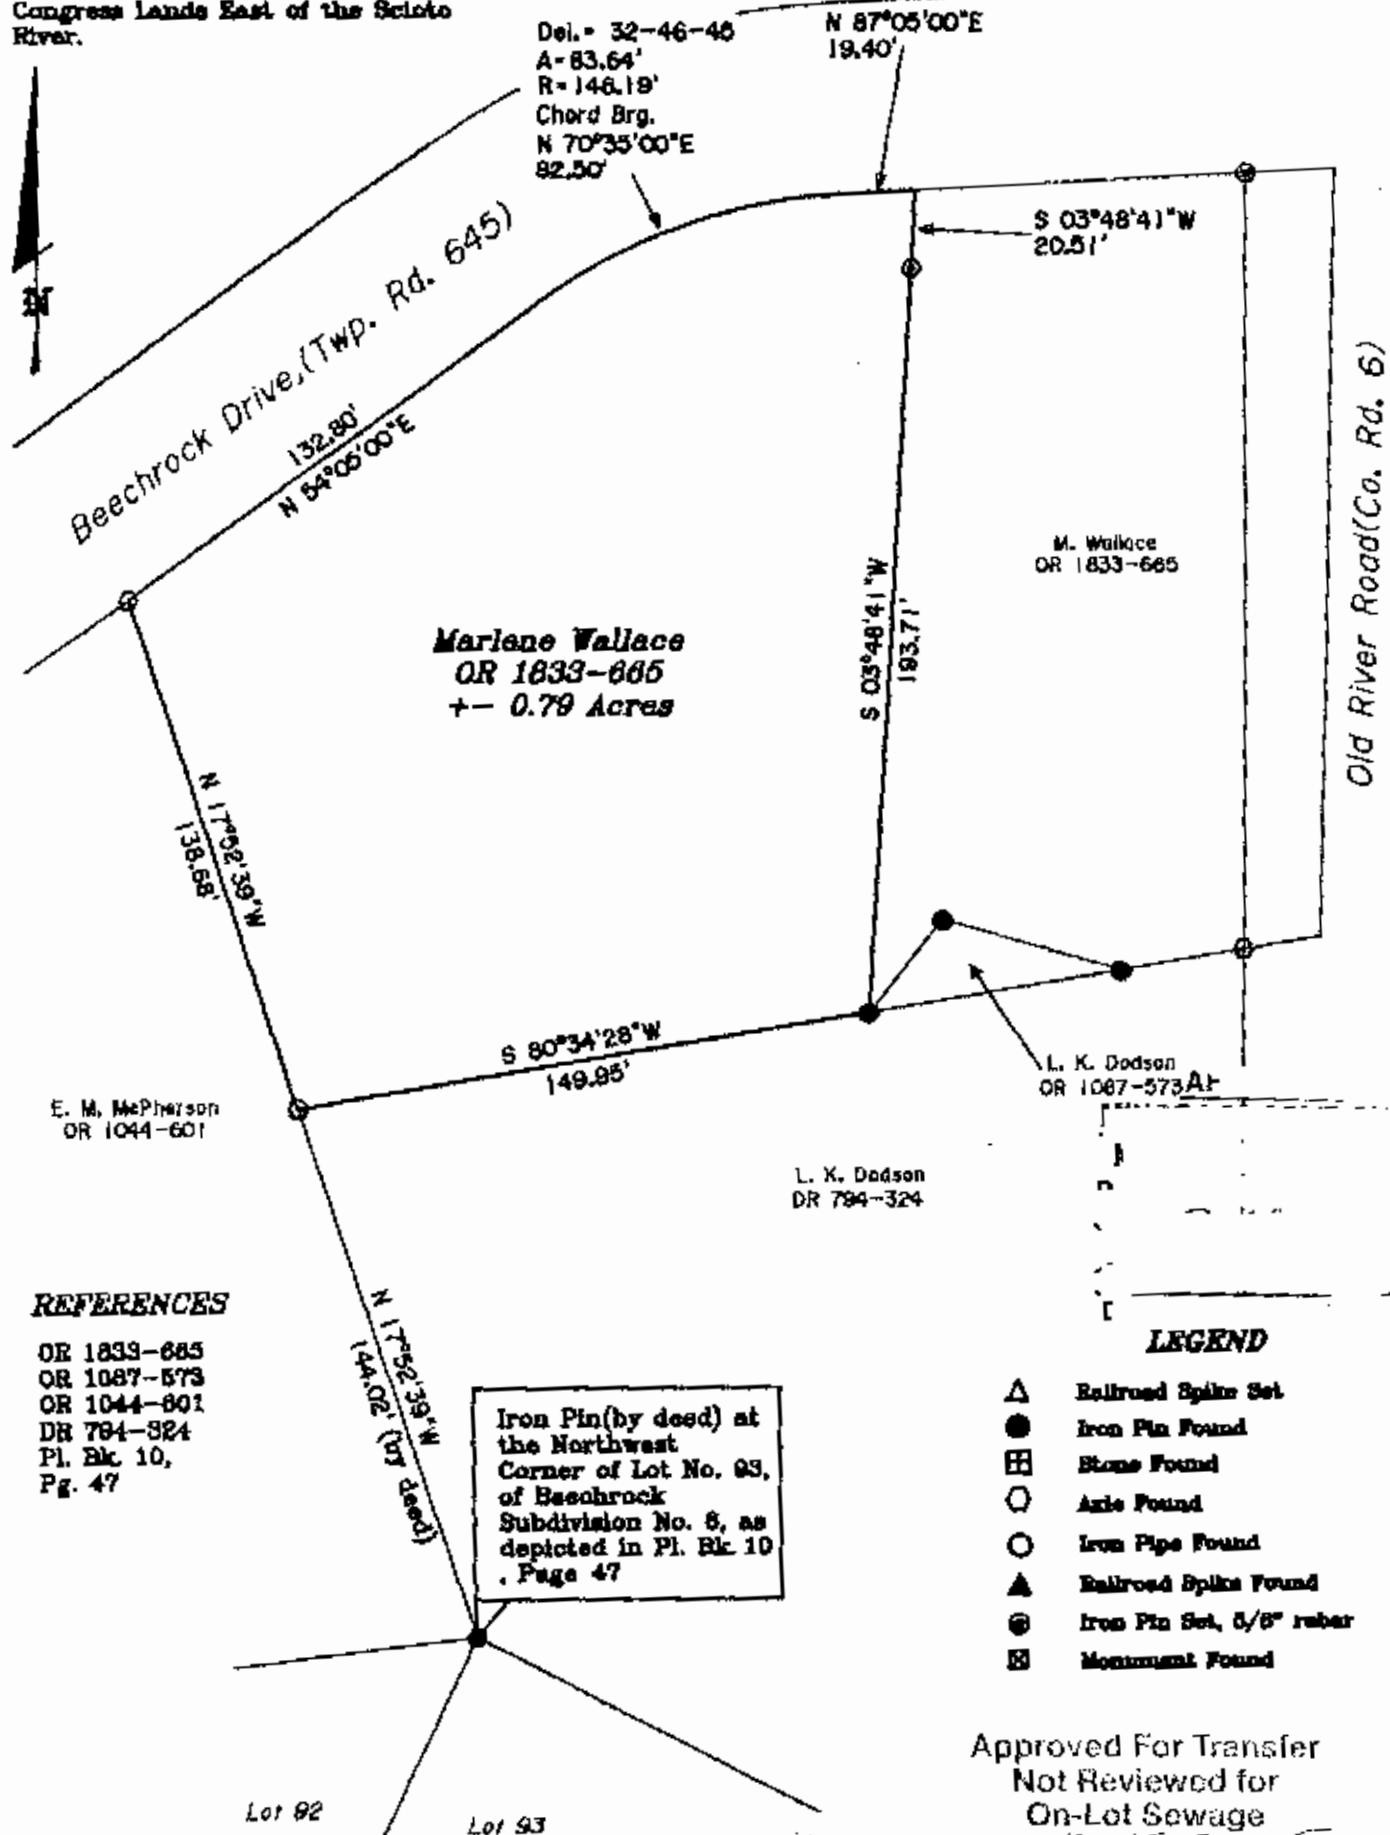 Congress Lands East of the Scioto
River.
Del.= 32-46-48
A=83.64'
R=146.19'
Chord Brg.
N 70°35'00"E
82.50'
N 87°05'00"E
19.40'
S 03°48'41"W
20.51'
N
Beechrock Drive,(Twp. Rd. 645)
132.80'
N 54°05'00"E
Old River Road(Co. Rd. 6)
M. Wallace
OR 1833-665
S 03°48'41"W
193.71'
Marlene Wallace
OR 1833-665
+- 0.79 Acres
N 17°52'39"W
138.68'
S 80°34'28"W
149.95'
L. K. Dodson
OR 1087-573
E. M. McPherson
OR 1044-601
L. K. Dodson
DR 794-324
REFERENCES
OR 1833-665
OR 1087-573
OR 1044-601
DR 794-324
Pl. Bk. 10,
Pg. 47
N 17°52'39"W
144.02' (by deed)
Iron Pin(by deed) at
the Northwest
Corner of Lot No. 93,
of Beechrock
Subdivision No. 6, as
depicted in Pl. Bk. 10
, Page 47
LEGEND
Railroad Spike Set
Iron Pin Found
Stone Found
Axle Found
Iron Pipe Found
Railroad Spike Found
Iron Pin Set, 5/8" rebar
Monument Found
Approved For Transfer
Not Reviewed for
On-Lot Sewage
Lot 92
Lot 93